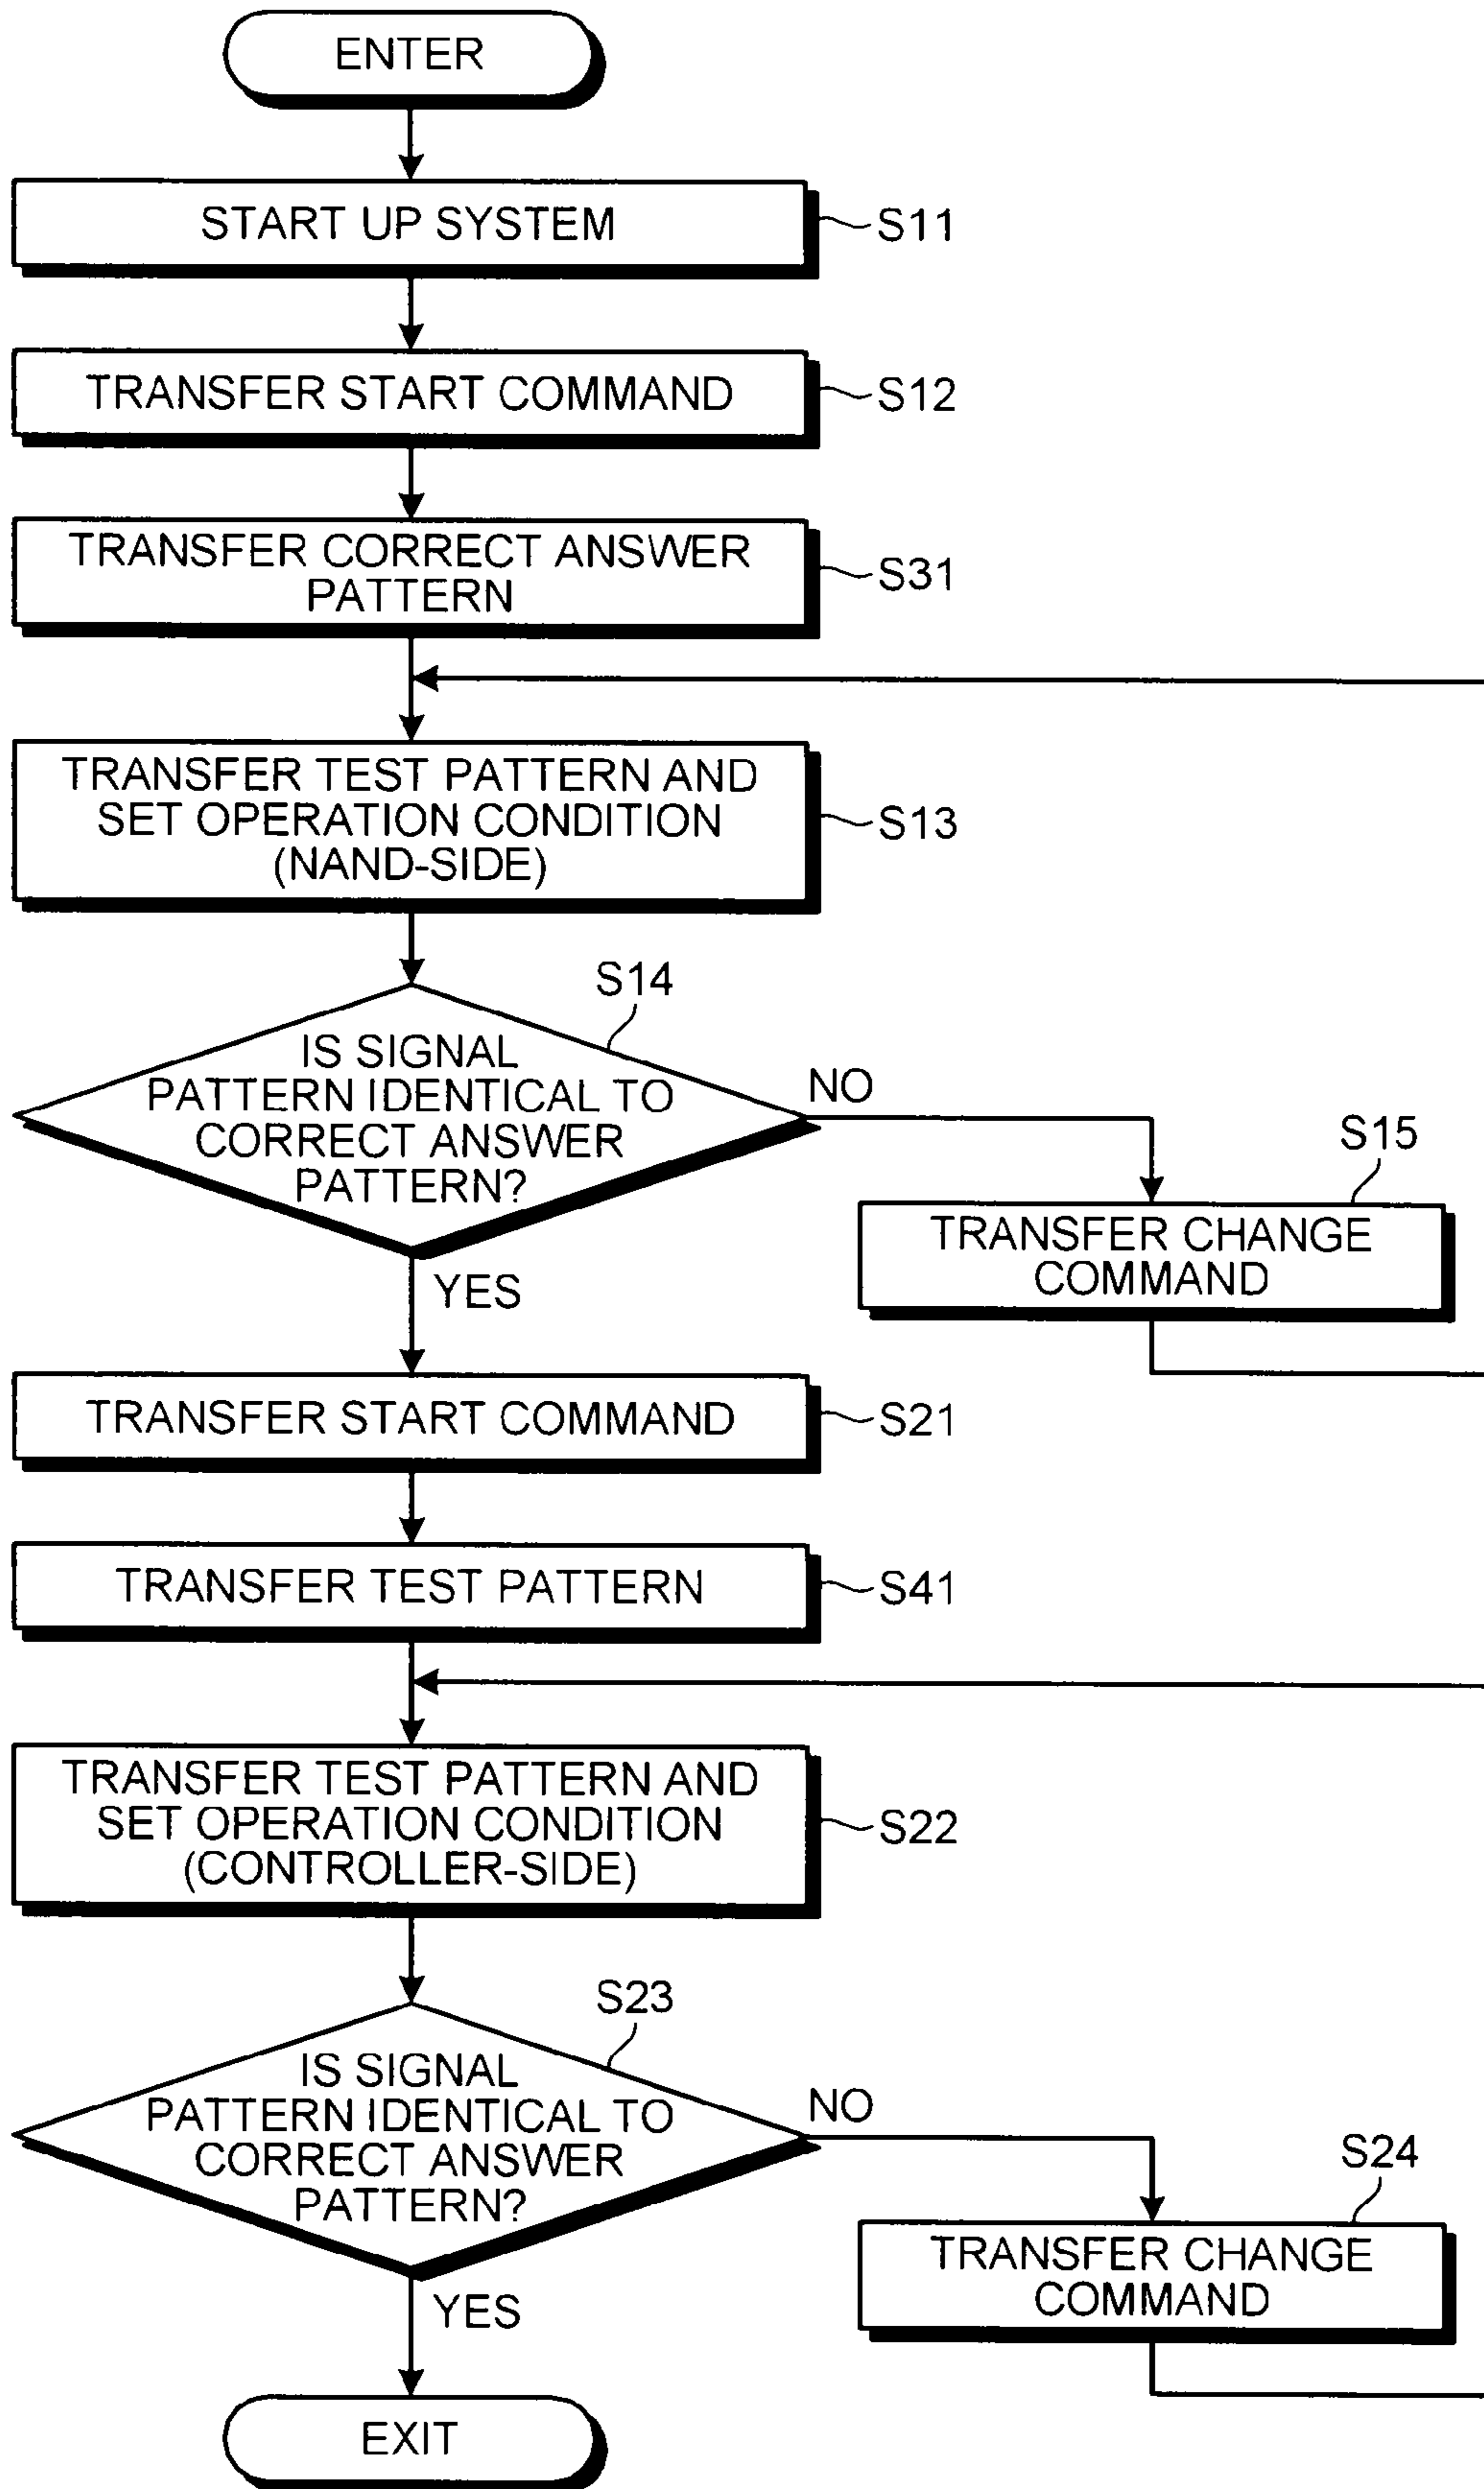 ENTER
START UP SYSTEM
S11
TRANSFER START COMMAND
S12
TRANSFER CORRECT ANSWER
PATTERN
S31
TRANSFER TEST PATTERN AND
SET OPERATION CONDITION
(NAND-SIDE)
S13
S14
IS SIGNAL
PATTERN IDENTICAL TO
CORRECT ANSWER
PATTERN?
NO
YES
S15
TRANSFER CHANGE
COMMAND
TRANSFER START COMMAND
S21
TRANSFER TEST PATTERN
S41
TRANSFER TEST PATTERN AND
SET OPERATION CONDITION
(CONTROLLER-SIDE)
S22
S23
IS SIGNAL
PATTERN IDENTICAL TO
CORRECT ANSWER
PATTERN?
NO
YES
S24
TRANSFER CHANGE
COMMAND
EXIT